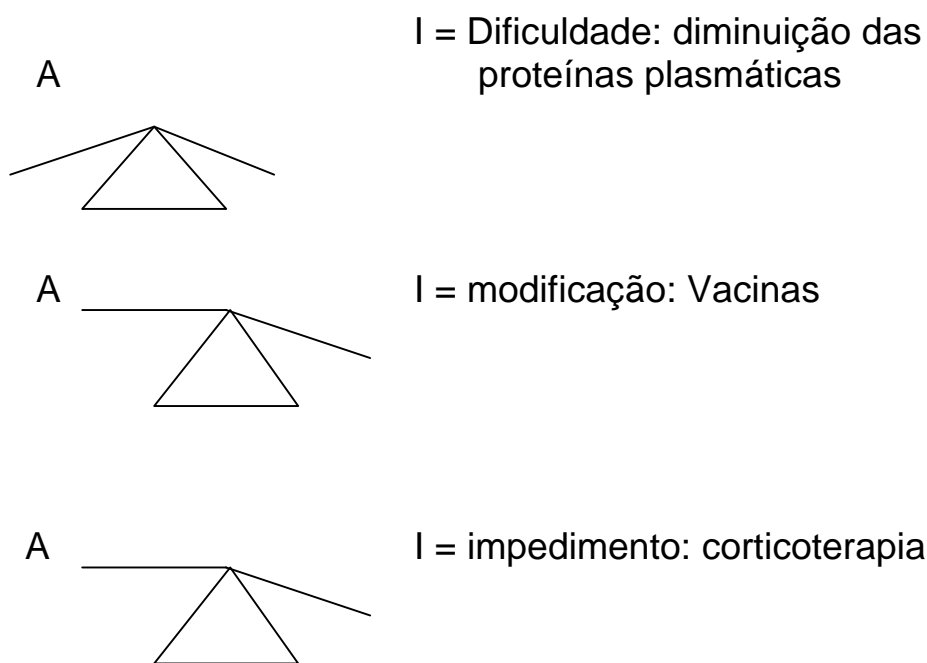 I = Dificuldade: diminuição das
A
proteínas plasmáticas
A
I = modificação: Vacinas
A
I = impedimento: corticoterapia